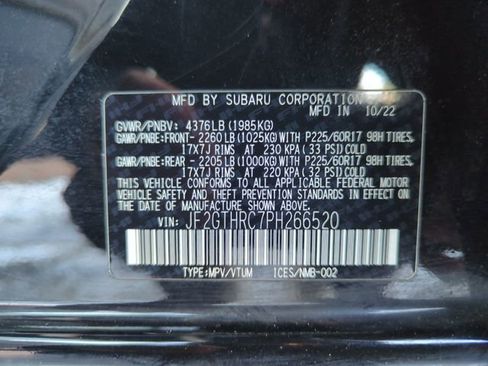 MFD BY SUBARU CORPORATION
MFD IN 10/22
GVWR/PNBV: 4376LB(1985KG)
GAWR/PNBE:FRONT- 2260LB(1025KG)WITH P225/60R17 98H TIRES,
17X7J RIMS AT 230 KPA(33 PSI)COLD
GAWR/PNBE:REAR - 2205LB(1000KG)WITH P225/60R17 98H TIRES,
17X7J RIMS AT 220 KPA(32 PSI)COLD
THIS VEHICLE CONFORMS TO ALL APPLICABLE FEDERAL MOTOR
VEHICLE SAFETY AND THEFT PREVENTION STANDARDS IN EFFECT ON
THE DATE OF MANUFACTURE SHOWN ABOVE.
VIN: JF2GTHRC7PH266520
TYPE:MPV/VTUM ICES/NMB-002